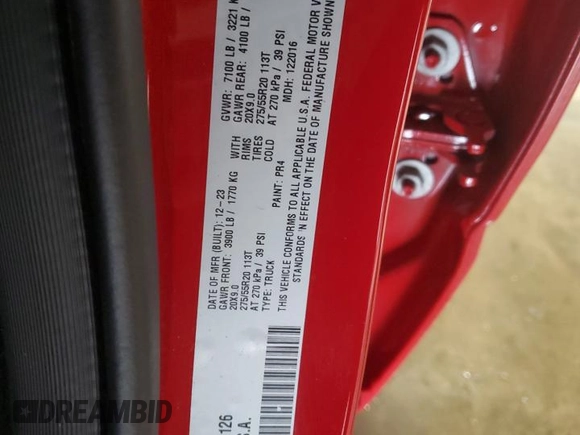 DATE OF MFR (BUILT): 12-23 GVWR: 7100 LB / 3221 K
GAWR FRONT: 3900 LB / 1770 KG WITH GAWR REAR: 4100 LB /
20X9.0 RIMS 20X9.0
275/55R20 113T TIRES 275/55R20 113T
AT 270 kPa / 39 PSI COLD AT 270 kPa / 39 PSI
TYPE: TRUCK PAINT: PR4 MDH: 122016
THIS VEHICLE CONFORMS TO ALL APPLICABLE U.S.A. FEDERAL MOTOR V
STANDARDS IN EFFECT ON THE DATE OF MANUFACTURE SHOWN
126
.A.
DREAMBID